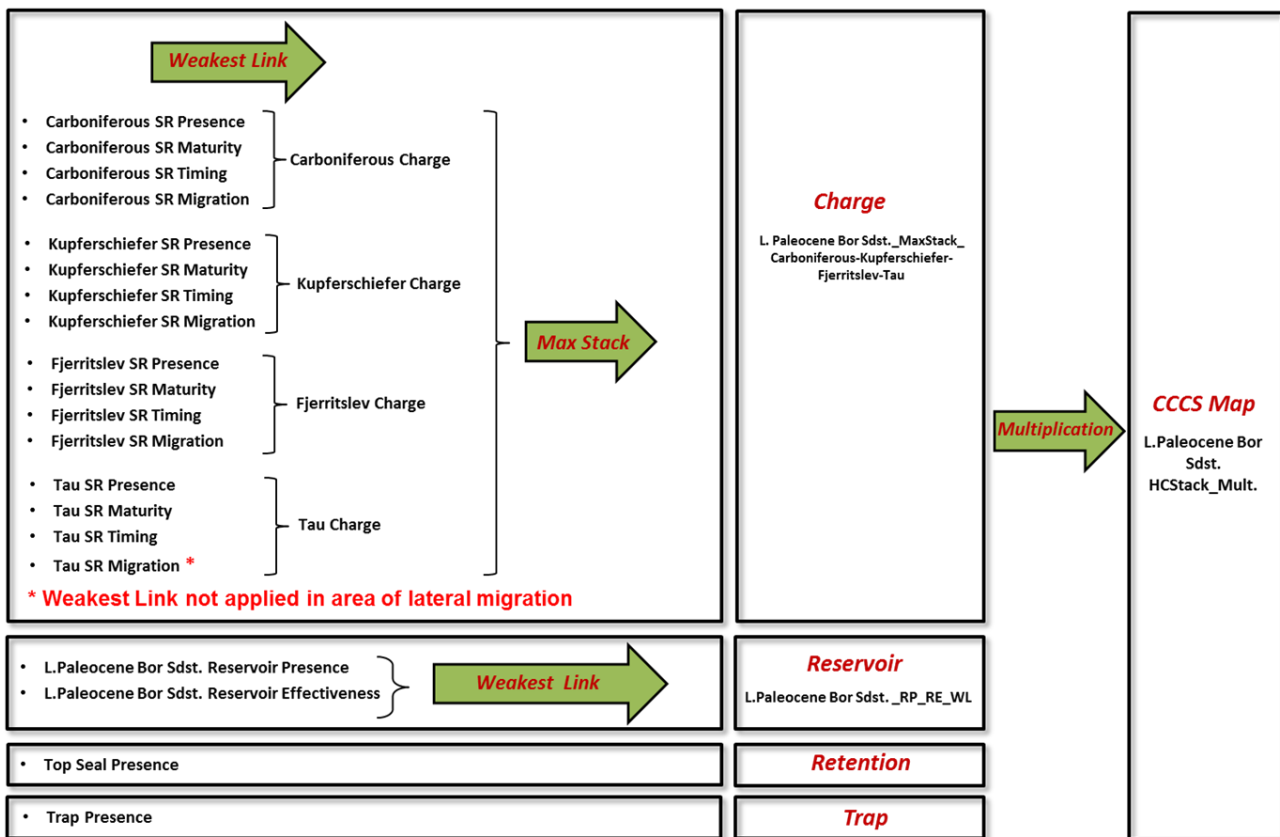 Weakest Link
• Carboniferous SR Presence
• Carboniferous SR Maturity
• Carboniferous SR Timing
• Carboniferous SR Migration
Carboniferous Charge
• Kupferschiefer SR Presence
• Kupferschiefer SR Maturity
• Kupferschiefer SR Timing
• Kupferschiefer SR Migration
Kupferschiefer Charge
• Fjerritslev SR Presence
• Fjerritslev SR Maturity
• Fjerritslev SR Timing
• Fjerritslev SR Migration
Fjerritslev Charge
• Tau SR Presence
• Tau SR Maturity
• Tau SR Timing
• Tau SR Migration *
Tau Charge
* Weakest Link not applied in area of lateral migration
Max Stack
Charge
L. Paleocene Bor Sdst._MaxStack_
Carboniferous-Kupferschiefer-
Fjerritslev-Tau
• L.Paleocene Bor Sdst. Reservoir Presence
• L.Paleocene Bor Sdst. Reservoir Effectiveness
Weakest Link
Reservoir
L.Paleocene Bor Sdst. _RP_RE_WL
• Top Seal Presence
Retention
• Trap Presence
Trap
Multiplication
CCCS Map
L.Paleocene Bor
Sdst.
HCStack_Mult.